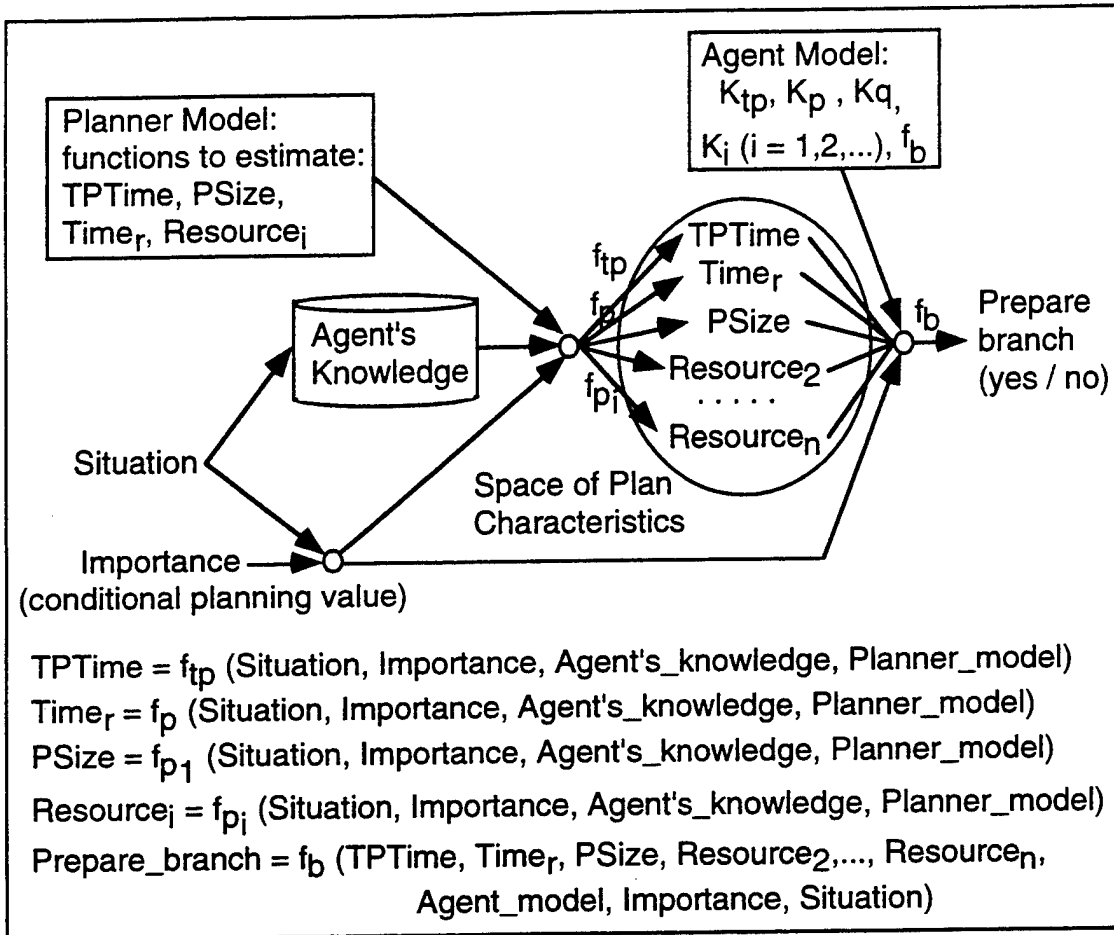 Agent Model:
Ktp, Kp , Kq,
Ki (i = 1,2,...), fb
Planner Model:
functions to estimate:
TPTime, PSize,
Timer, Resourcei
ftp
TPTime
Timer
fp
PSize
fb
Prepare
branch
(yes / no)
Agent's
Knowledge
Resource2
fpi
. . . . .
Resourcen
Situation
Space of Plan
Characteristics
Importance
(conditional planning value)
TPTime = ftp (Situation, Importance, Agent's_knowledge, Planner_model)
Timer = fp (Situation, Importance, Agent's_knowledge, Planner_model)
PSize = fp1 (Situation, Importance, Agent's_knowledge, Planner_model)
Resourcei = fpi (Situation, Importance, Agent's_knowledge, Planner_model)
Prepare_branch = fb (TPTime, Timer, PSize, Resource2,..., Resourcen,
Agent_model, Importance, Situation)